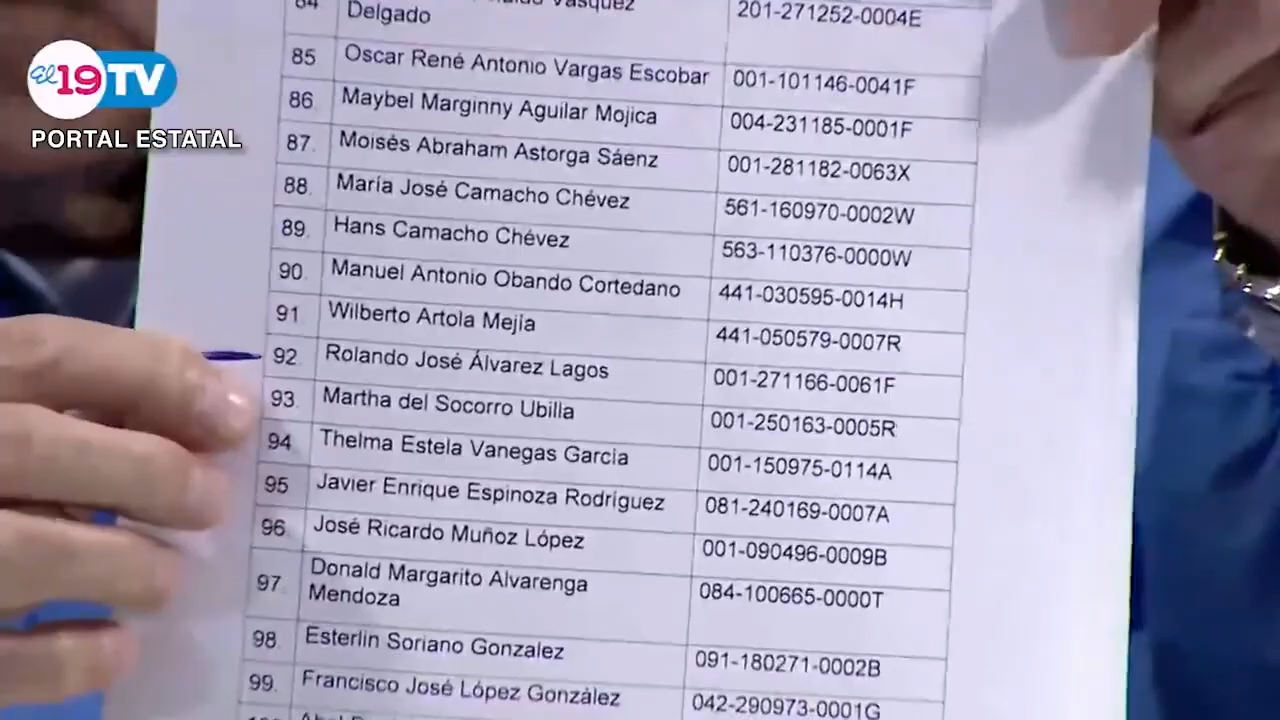 El 19 TV
PORTAL ESTATAL
84
Vásquez
Delgado
201-271252-0004E
85 Oscar René Antonio Vargas Escobar 001-101146-0041F
86. Maybel Marginny Aguilar Mojica 004-231185-0001F
87. Moisés Abraham Astorga Sáenz 001-281182-0063X
88. María José Camacho Chévez 561-160970-0002W
89. Hans Camacho Chévez 563-110376-0000W
90. Manuel Antonio Obando Cortedano 441-030595-0014H
91 Wilberto Artola Mejía 441-050579-0007R
92. Rolando José Álvarez Lagos 001-271166-0061F
93. Martha del Socorro Ubilla 001-250163-0005R
94 Thelma Estela Vanegas García 001-150975-0114A
95 Javier Enrique Espinoza Rodríguez 081-240169-0007A
96. José Ricardo Muñoz López 001-090496-0009B
97. Donald Margarito Alvarenga
Mendoza 084-100665-0000T
98. Esterlin Soriano Gonzalez 091-180271-0002B
99. Francisco José López González 042-290973-0001G